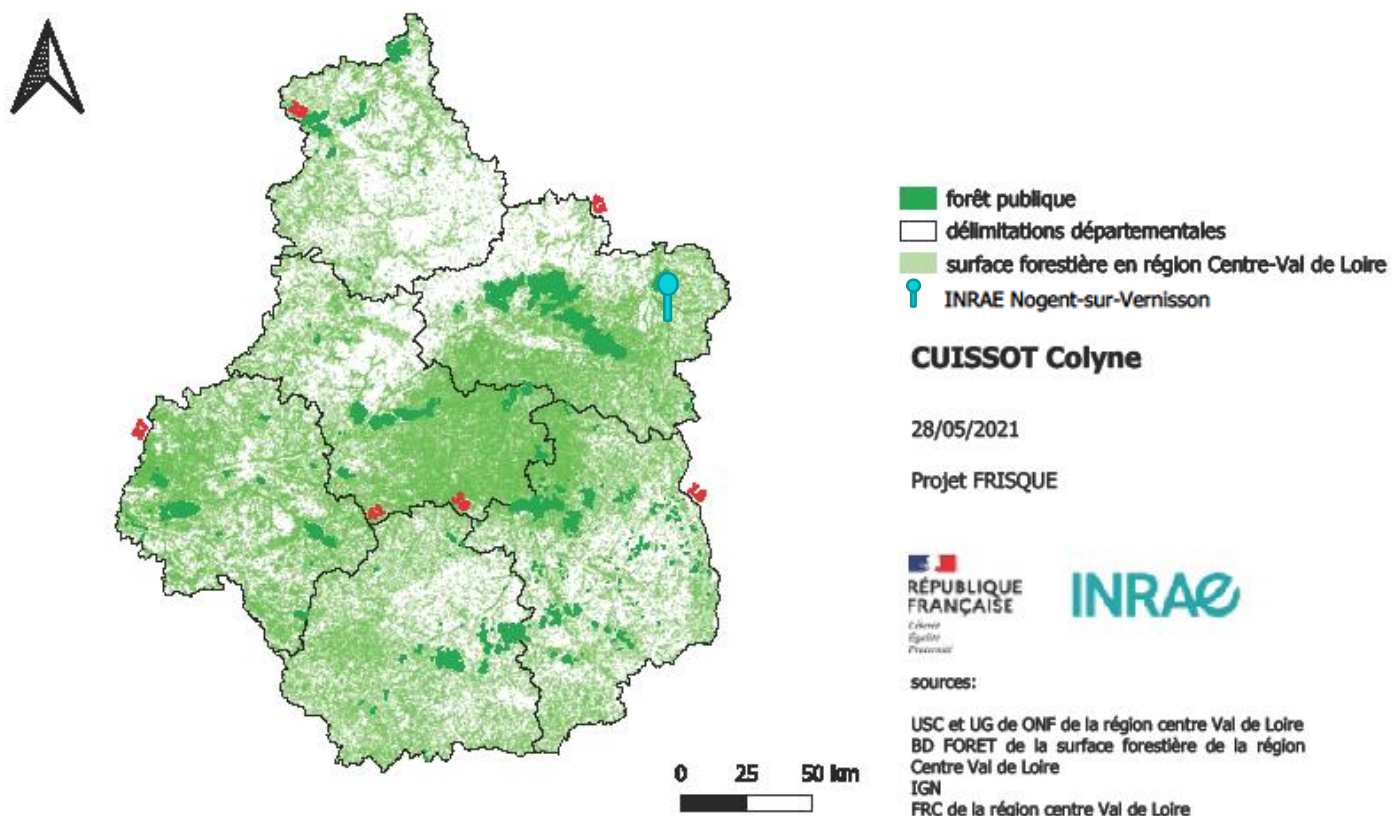 forêt publique
délimitations départementales
surface forestière en région Centre-Val de Loire
INRAE Nogent-sur-Vernisson
CUISSOT Colyne
28/05/2021
Projet FRISQUE
RÉPUBLIQUE
FRANÇAISE
Liberté
Égalité
Fraternité
INRAE
sources:
USC et UG de ONF de la région centre Val de Loire
BD FORET de la surface forestière de la région
Centre Val de Loire
IGN
FRC de la région centre Val de Loire
0 25 50 km